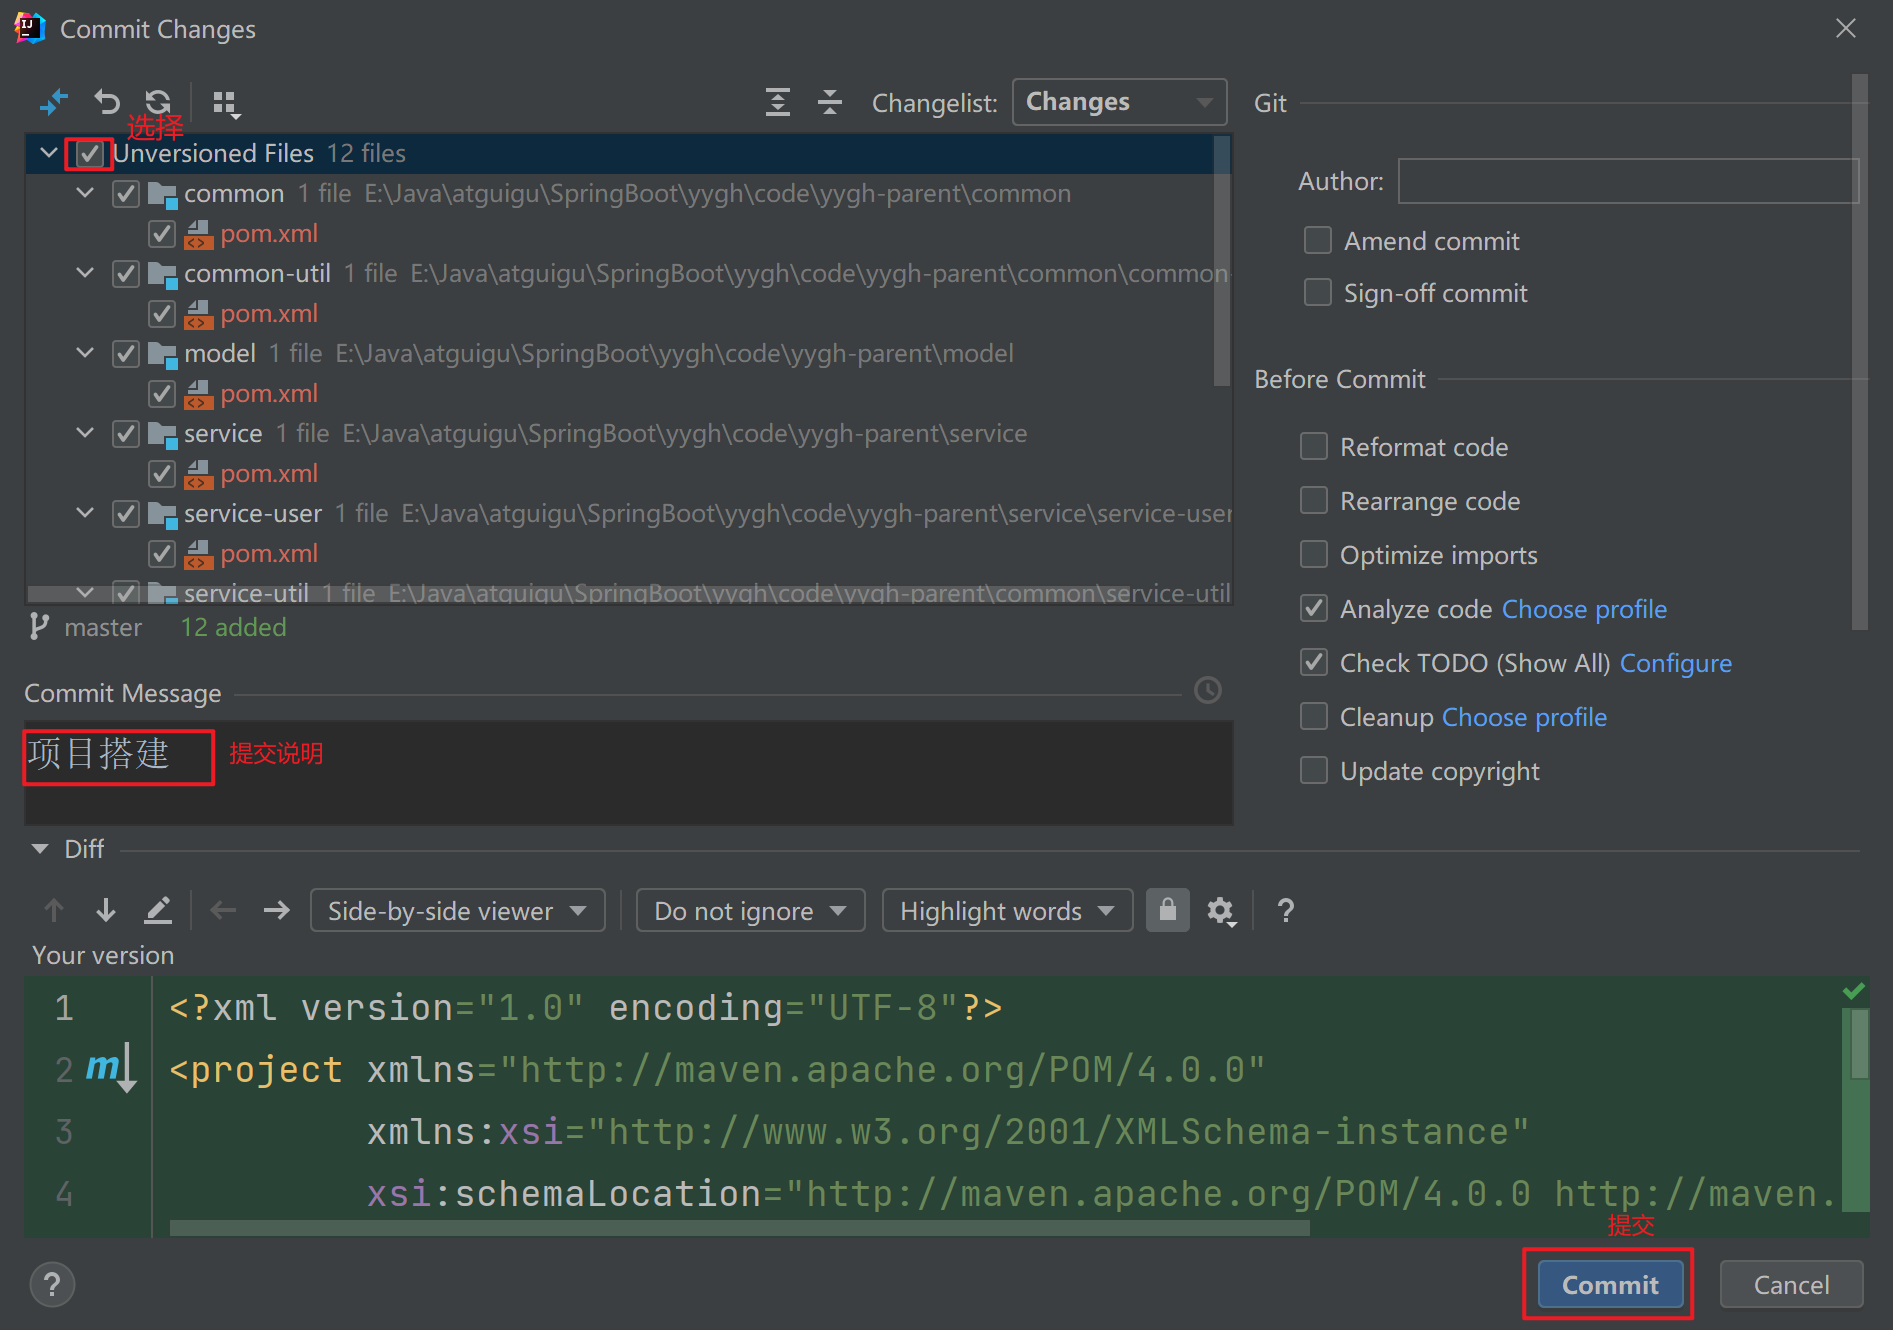 Commit Changes
Changelist: Changes
选择
Unversioned Files 12 files
common 1 file E:\Java\atguigu\SpringBoot\yygh\code\yygh-parent\common
pom.xml
common-util 1 file E:\Java\atguigu\SpringBoot\yygh\code\yygh-parent\common\common-
pom.xml
model 1 file E:\Java\atguigu\SpringBoot\yygh\code\yygh-parent\model
pom.xml
service 1 file E:\Java\atguigu\SpringBoot\yygh\code\yygh-parent\service
pom.xml
service-user 1 file E:\Java\atguigu\SpringBoot\yygh\code\yygh-parent\service\service-user
pom.xml
service-util 1 file E:\Java\atguigu\SpringBoot\yygh\code\yygh-parent\common\service-util
master 12 added
Git
Author:
Amend commit
Sign-off commit
Before Commit
Reformat code
Rearrange code
Optimize imports
Analyze code Choose profile
Check TODO (Show All) Configure
Cleanup Choose profile
Update copyright
Commit Message
项目搭建 提交说明
Diff
Side-by-side viewer Do not ignore Highlight words ?
Your version
1 <?xml version="1.0" encoding="UTF-8"?>
2 m <project xmlns="http://maven.apache.org/POM/4.0.0"
3 xmlns:xsi="http://www.w3.org/2001/XMLSchema-instance"
4 xsi:schemaLocation="http://maven.apache.org/POM/4.0.0 http://maven.
提交
? Commit Cancel